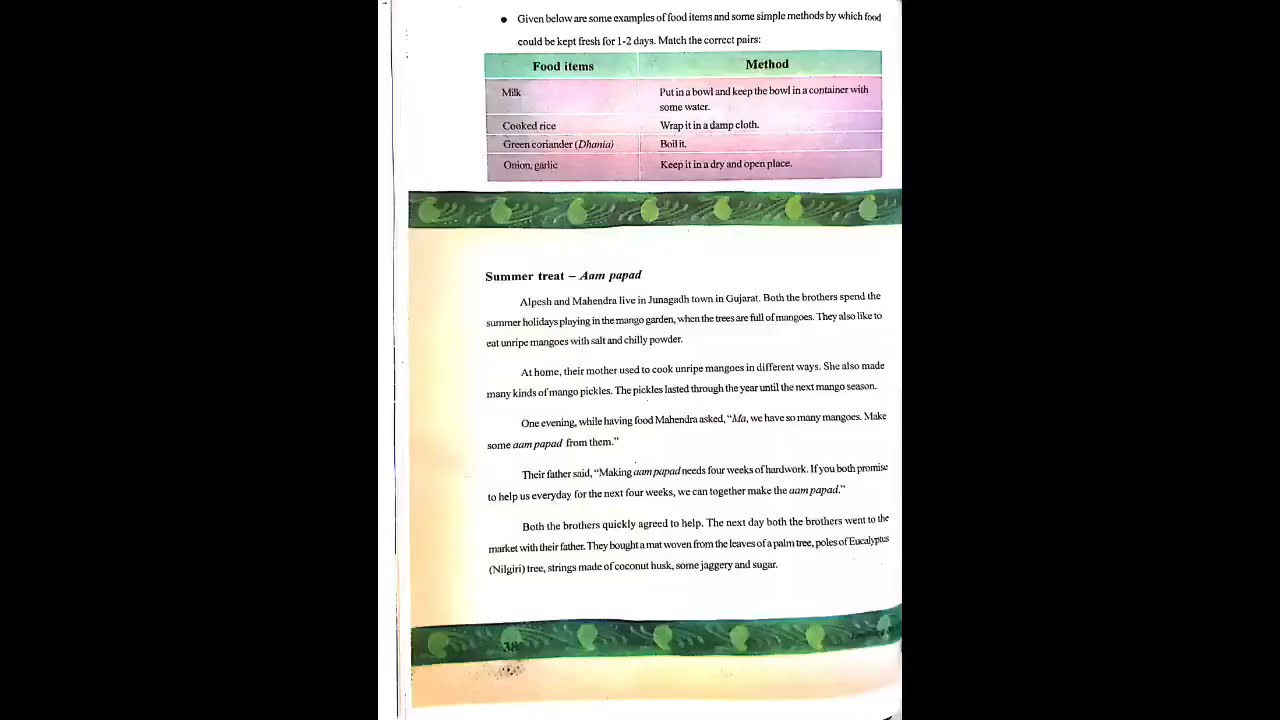 • Given below are some examples of food items and some simple methods by which food
could be kept fresh for 1-2 days. Match the correct pairs:
Food items Method
Milk Put in a bowl and keep the bowl in a container with
some water.
Cooked rice Wrap it in a damp cloth.
Green coriander (Dhania) Boil it.
Onion, garlic Keep it in a dry and open place.
Summer treat – Aam papad
Alpesh and Mahendra live in Junagadh town in Gujarat. Both the brothers spend the
summer holidays playing in the mango garden, when the trees are full of mangoes. They also like to
eat unripe mangoes with salt and chilly powder.
At home, their mother used to cook unripe mangoes in different ways. She also made
many kinds of mango pickles. The pickles lasted through the year until the next mango season.
One evening, while having food Mahendra asked, “Ma, we have so many mangoes. Make
some aam papad from them.”
Their father said, “Making aam papad needs four weeks of hardwork. If you both promise
to help us everyday for the next four weeks, we can together make the aam papad.”
Both the brothers quickly agreed to help. The next day both the brothers went to the
market with their father. They bought a mat woven from the leaves of a palm tree, poles of Eucalyptus
(Nilgiri) tree, strings made of coconut husk, some jaggery and sugar.
38